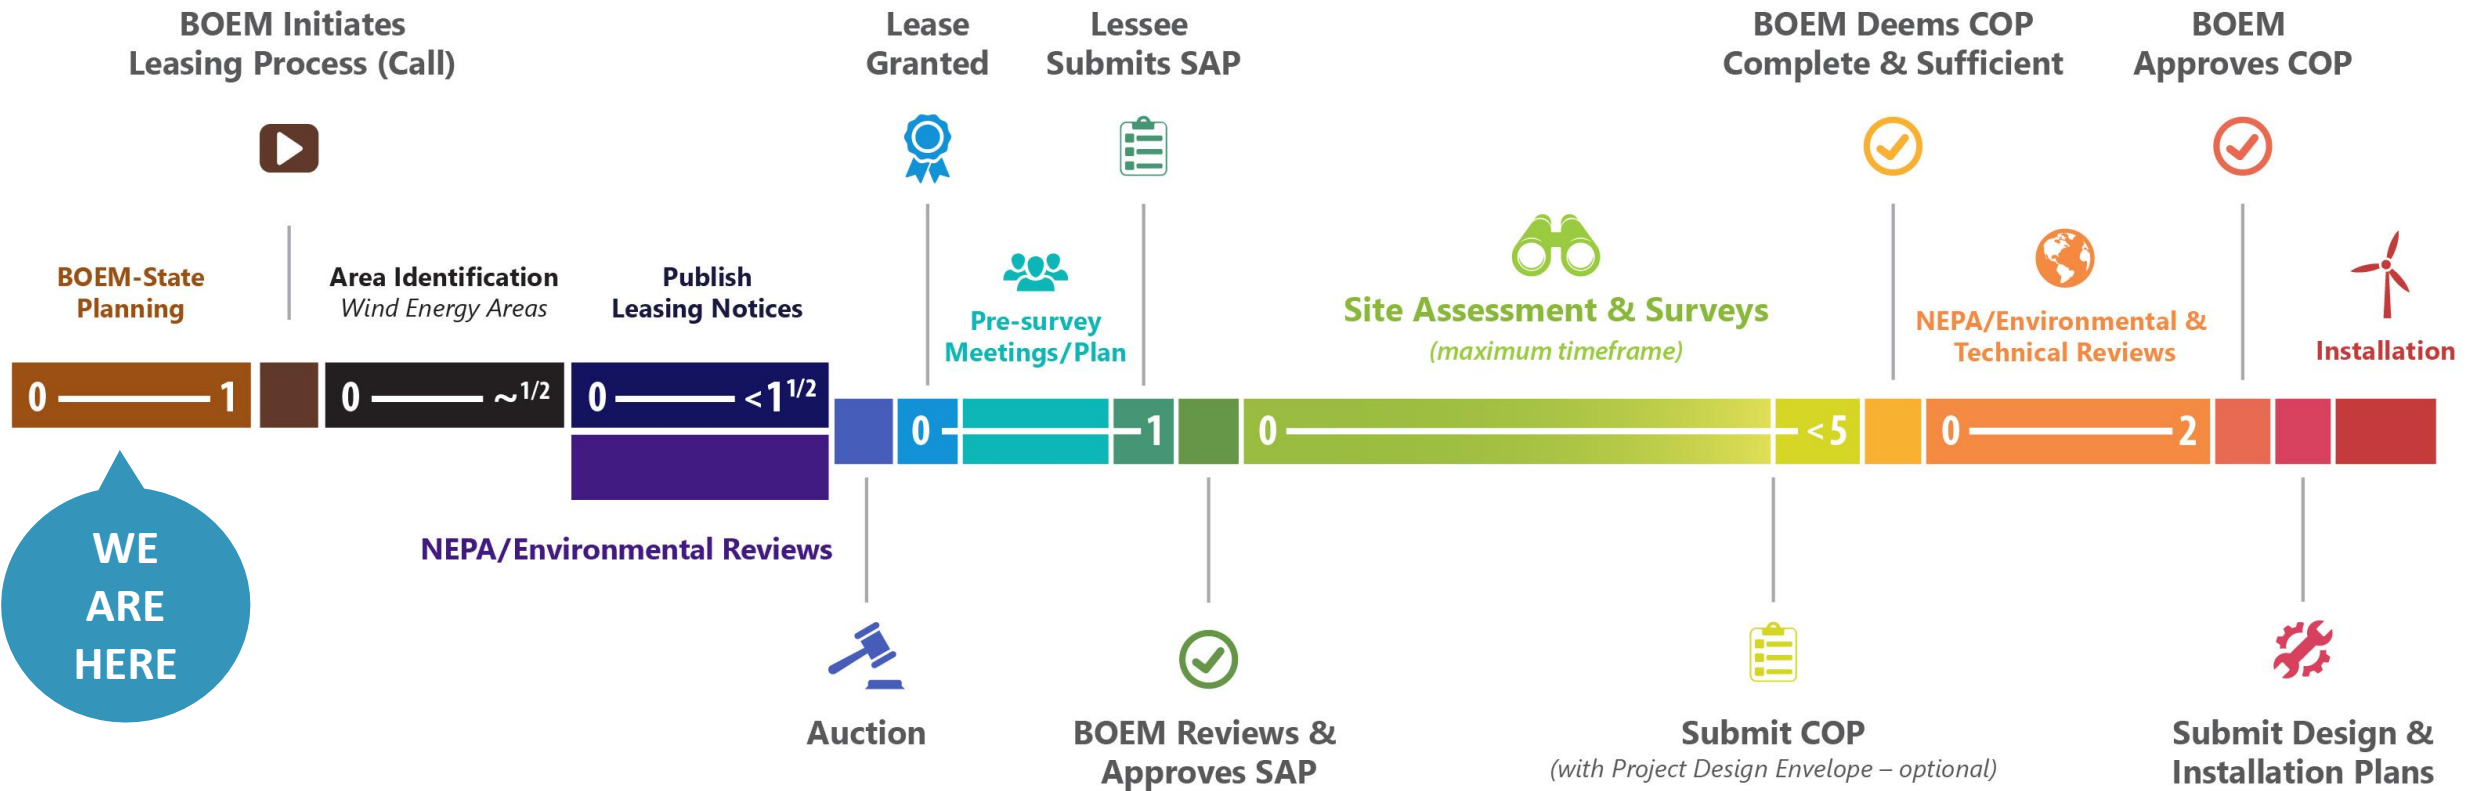 BOEM Initiates
Leasing Process (Call)
Lease
Granted
Lessee
Submits SAP
BOEM Deems COP
Complete & Sufficient
BOEM
Approves COP
BOEM-State
Planning
Area Identification
Wind Energy Areas
Publish
Leasing Notices
Pre-survey
Meetings/Plan
Site Assessment & Surveys
(maximum timeframe)
NEPA/Environmental &
Technical Reviews
Installation
0 1
0 ~1/2
0 <1 1/2
0 1
0 <5
0 2
WE
ARE
HERE
NEPA/Environmental Reviews
Auction
BOEM Reviews &
Approves SAP
Submit COP
(with Project Design Envelope – optional)
Submit Design &
Installation Plans